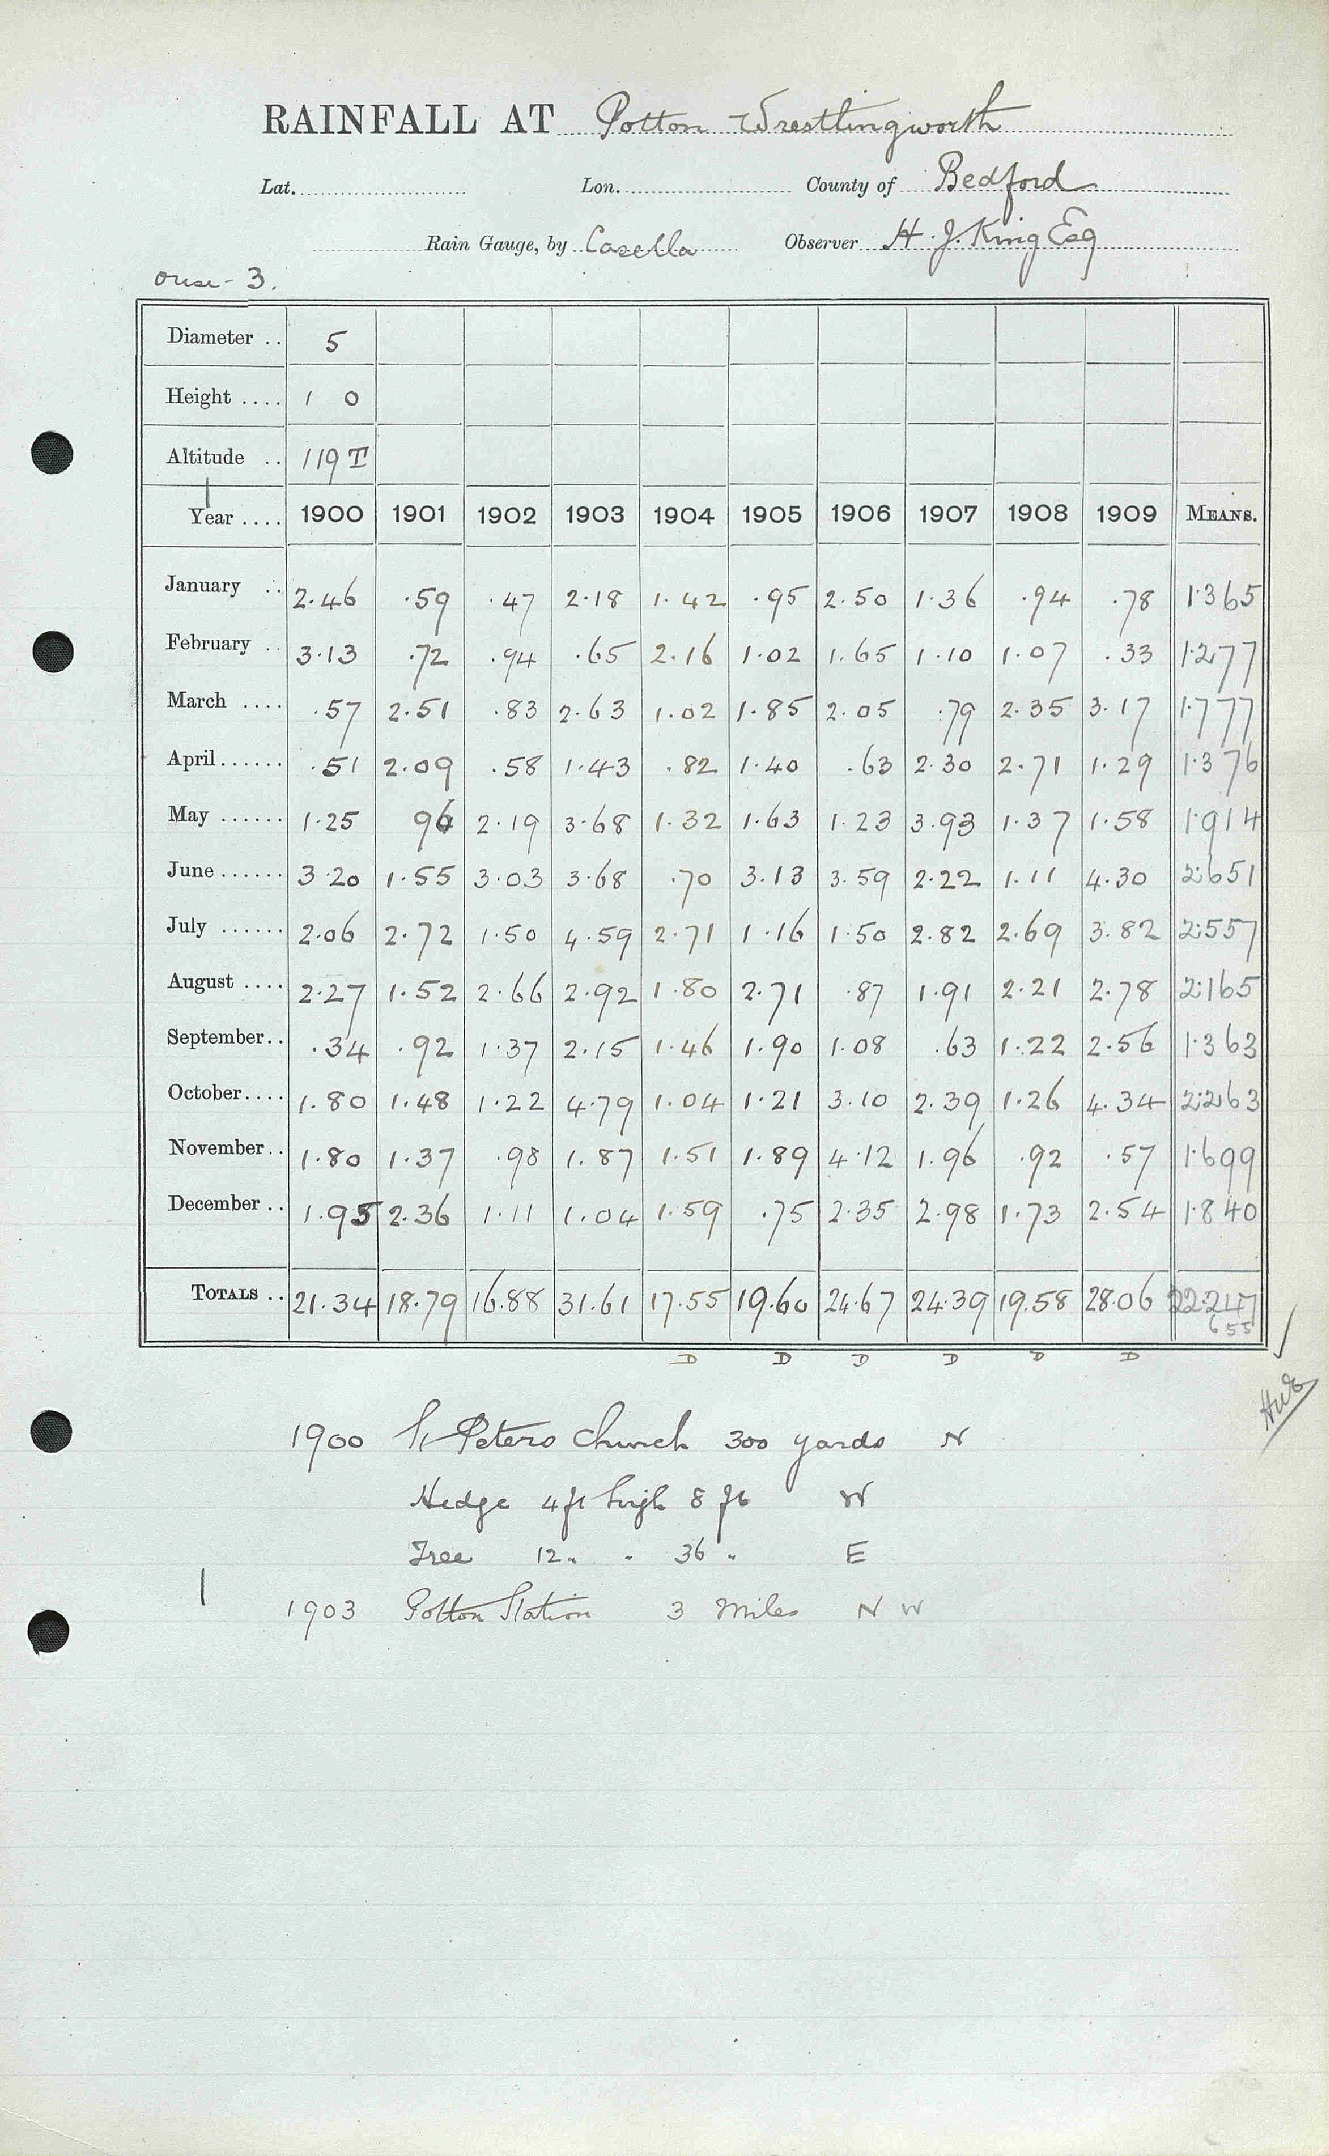 RAINFALL AT Potton Wrestlingworth
Lat. Lon. County of Bedford
Rain Gauge, by Casella Observer H. J. King Esq
Ouse - 3.
Diameter .. 5
Height .... 1 0
Altitude .. 119 T
Year .... 1900 1901 1902 1903 1904 1905 1906 1907 1908 1909 MEANS.
January .. 2.46 .59 .47 2.18 1.42 .95 2.50 1.36 .94 .78 1.365
February .. 3.13 .72 .94 .65 2.16 1.02 1.65 1.10 1.07 .33 1.277
March .... .57 2.51 .83 2.63 1.02 1.85 2.05 .79 2.35 3.17 1.777
April...... .51 2.09 .58 1.43 .82 1.40 .63 2.30 2.71 1.29 1.376
May ...... 1.25 96 2.19 3.68 1.32 1.63 1.23 3.93 1.37 1.58 1.914
June...... 3.20 1.55 3.03 3.68 .70 3.13 3.59 2.22 1.11 4.30 2.651
July ...... 2.06 2.72 1.50 4.59 2.71 1.16 1.50 2.82 2.69 3.82 2.557
August .... 2.27 1.52 2.66 2.92 1.80 2.71 .87 1.91 2.21 2.78 2.165
September.. .34 .92 1.37 2.15 1.46 1.90 1.08 .63 1.22 2.56 1.363
October.... 1.80 1.48 1.22 4.79 1.04 1.21 3.10 2.39 1.26 4.34 2.263
November.. 1.80 1.37 .98 1.87 1.51 1.89 4.12 1.96 .92 .57 1.699
December .. 1.95 2.36 1.11 1.04 1.59 .75 2.35 2.98 1.73 2.54 1.840
TOTALS .. 21.34 18.79 16.88 31.61 17.55 19.60 24.67 24.39 19.58 28.06 22.247
655
D D D D D D
1900 St Peters Church 300 yards N
Hedge 4 ft high 8 ft W
Tree 12 " " 36 " E
1903 Potton Station 3 Miles N W